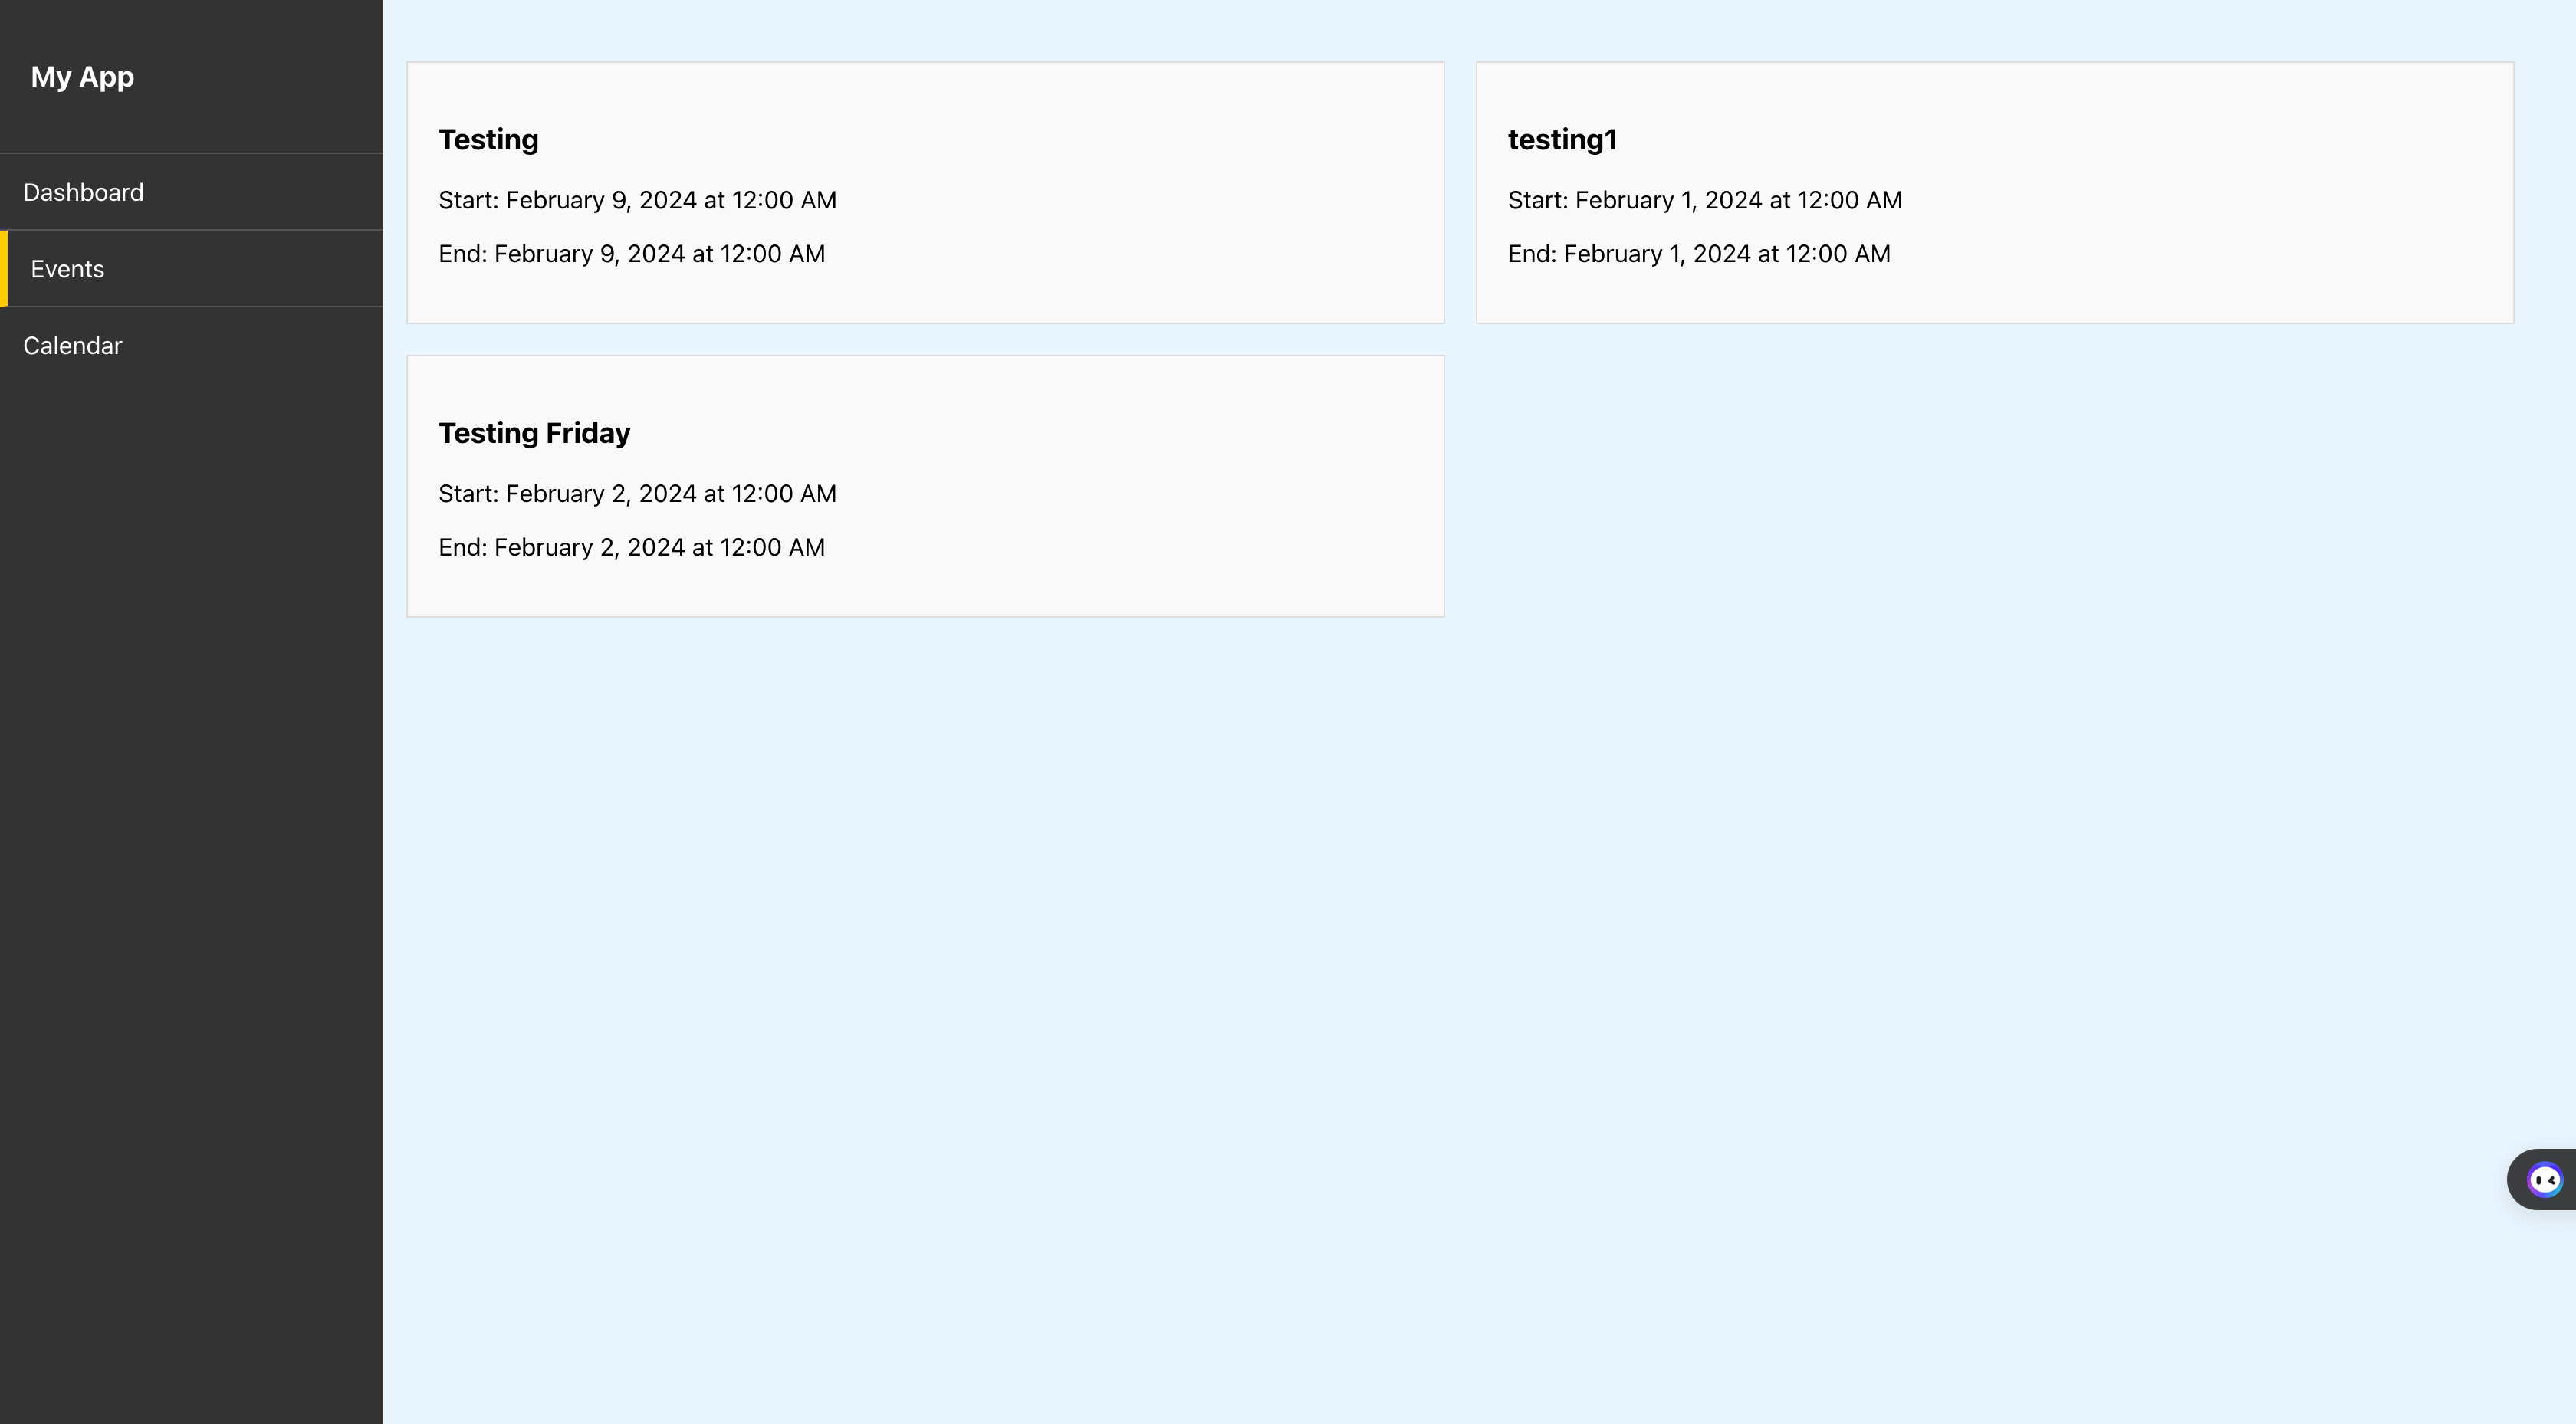 My App
Dashboard
Events
Calendar
Testing
Start: February 9, 2024 at 12:00 AM
End: February 9, 2024 at 12:00 AM
testing1
Start: February 1, 2024 at 12:00 AM
End: February 1, 2024 at 12:00 AM
Testing Friday
Start: February 2, 2024 at 12:00 AM
End: February 2, 2024 at 12:00 AM